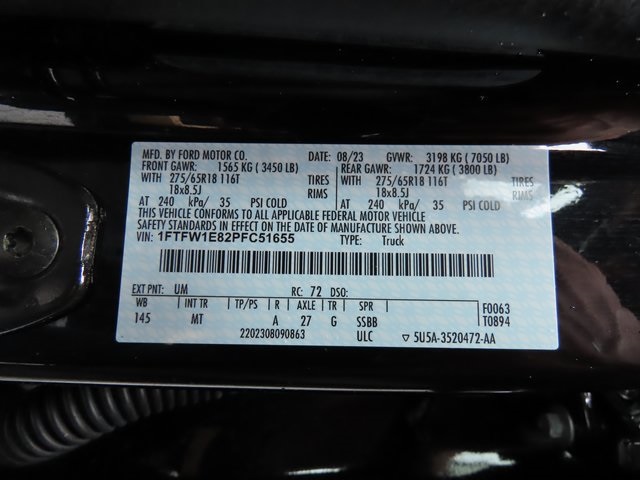 MFD. BY FORD MOTOR CO. DATE: 08/23 GVWR: 3198 KG ( 7050 LB)
FRONT GAWR: 1565 KG ( 3450 LB) REAR GAWR: 1724 KG ( 3800 LB)
WITH 275/65R18 116T TIRES WITH 275/65R18 116T TIRES
18x8.5J RIMS 18x8.5J RIMS
AT 240 kPa/ 35 PSI COLD AT 240 kPa/ 35 PSI COLD
THIS VEHICLE CONFORMS TO ALL APPLICABLE FEDERAL MOTOR VEHICLE
SAFETY STANDARDS IN EFFECT ON THE DATE OF MANUFACTURE SHOWN ABOVE.
VIN: 1FTFW1E82PFC51655 TYPE: Truck
EXT PNT: UM RC: 72 DSO:
WB INT TR TP/PS R AXLE TR SPR F0063
145 MT A 27 G SSBB T0894
2202308090863 ULC ▽ 5U5A-3520472-AA